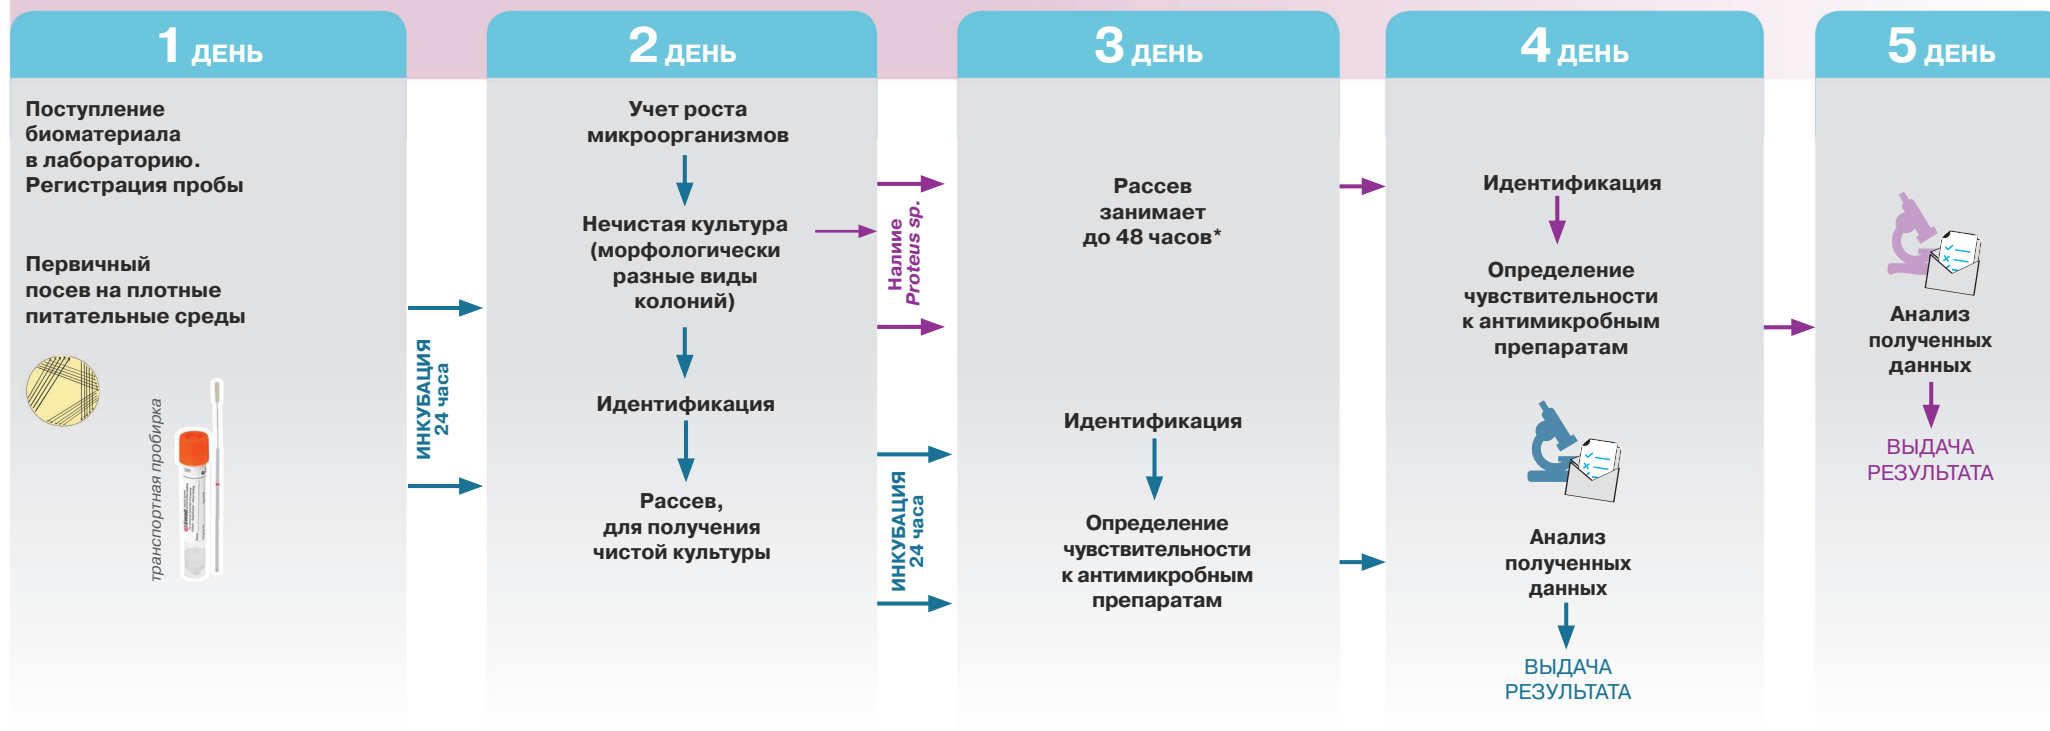 1 ДЕНЬ
Поступление
биоматериала
в лабораторию.
Регистрация пробы
Первичный
посев на плотные
питательные среды
транспортная пробирка
ИНКУБАЦИЯ
24 часа
2 ДЕНЬ
Учет роста
микроорганизмов
Нечистая культура
(морфологически
разные виды
колоний)
Идентификация
Рассев,
для получения
чистой культуры
Налиие
Proteus sp.
ИНКУБАЦИЯ
24 часа
3 ДЕНЬ
Рассев
занимает
до 48 часов*
Идентификация
Определение
чувствительности
к антимикробным
препаратам
4 ДЕНЬ
Идентификация
Определение
чувствительности
к антимикробным
препаратам
Анализ
полученных
данных
ВЫДАЧА
РЕЗУЛЬТАТА
5 ДЕНЬ
Анализ
полученных
данных
ВЫДАЧА
РЕЗУЛЬТАТА